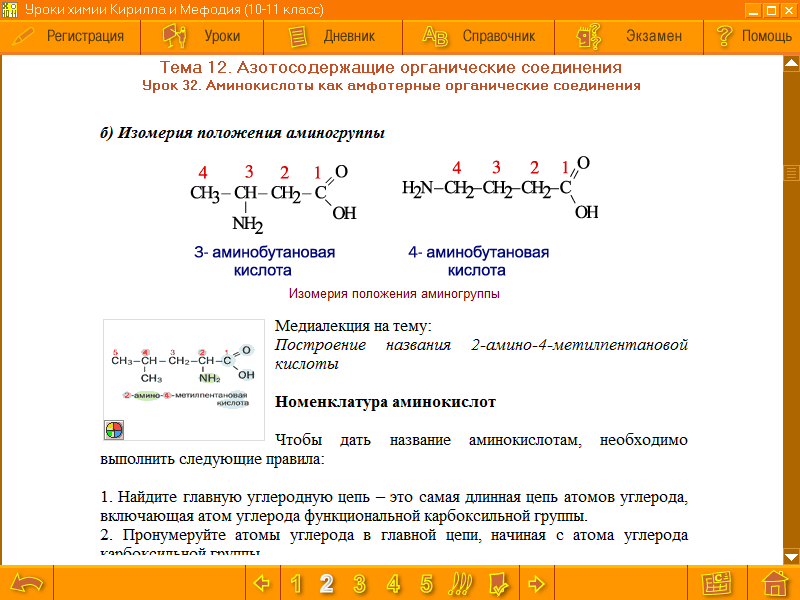 Уроки химии Кирилла и Мефодия (10-11 класс)
Регистрация Уроки Дневник Справочник Экзамен Помощь
Тема 12. Азотосодержащие органические соединения
Урок 32. Аминокислоты как амфотерные органические соединения
б) Изомерия положения аминогруппы
4 3 2 1 O
CH3–CH–CH2–C
NH2 OH
4 3 2 1 O
H2N–CH2–CH2–CH2–C
OH
3- аминобутановая
кислота
4- аминобутановая
кислота
Изомерия положения аминогруппы
5 4 3 2 1 O
CH3–CH–CH2–CH–C
CH3 NH2 OH
2-амино-4-метилпентановая
кислота
Медиалекция на тему:
Построение названия 2-амино-4-метилпентановой
кислоты
Номенклатура аминокислот
Чтобы дать название аминокислотам, необходимо
выполнить следующие правила:
1. Найдите главную углеродную цепь – это самая длинная цепь атомов углерода,
включающая атом углерода функциональной карбоксильной группы.
2. Пронумеруйте атомы углерода в главной цепи, начиная с атома углерода
карбоксильной группы
1 2 3 4 5